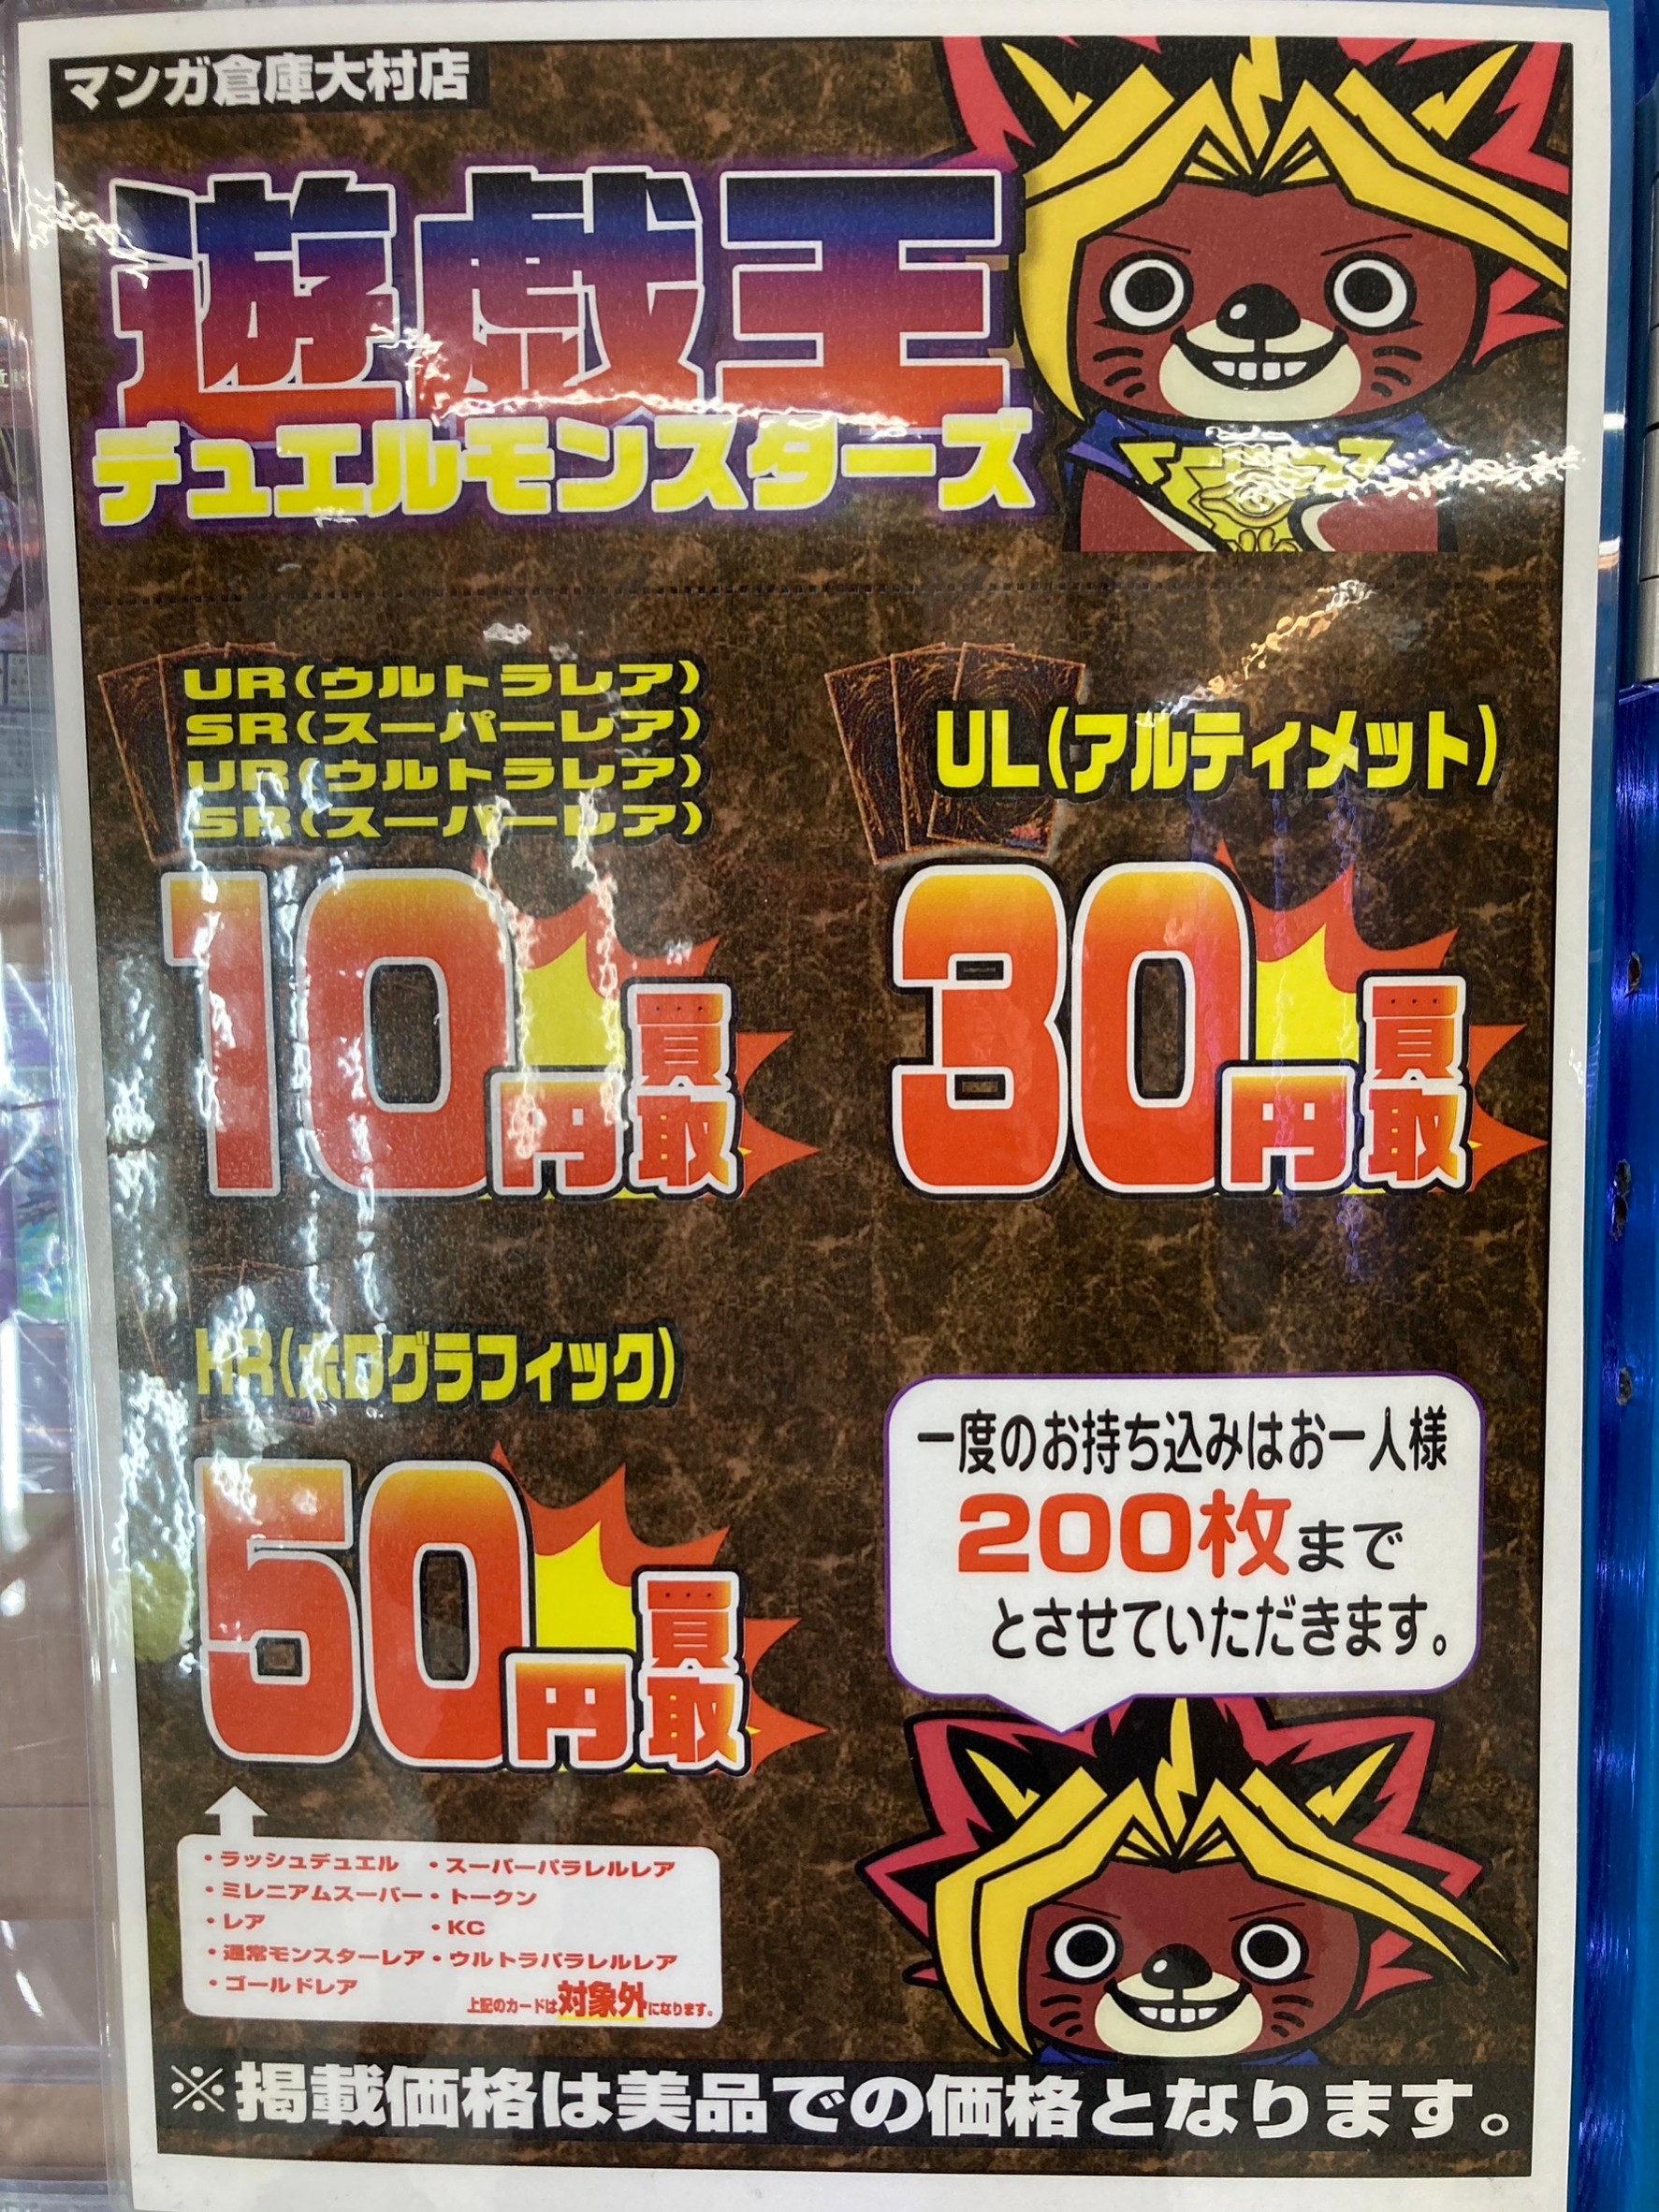 マンガ倉庫大村店
遊戯王
デュエルモンスターズ
UR(ウルトラレア)
SR(スーパーレア)
UR(ウルトラレア)
SR(スーパーレア)
10円買取
UL(アルティメット)
30円買取
HR(ホログラフィック)
50円買取
一度のお持ち込みはお一人様
200枚まで
とさせていただきます。
・ラッシュデュエル ・スーパーパラレルレア
・ミレニアムスーパー ・トークン
・レア ・KC
・通常モンスターレア ・ウルトラパラレルレア
・ゴールドレア
上記のカードは対象外になります。
※掲載価格は美品での価格となります。